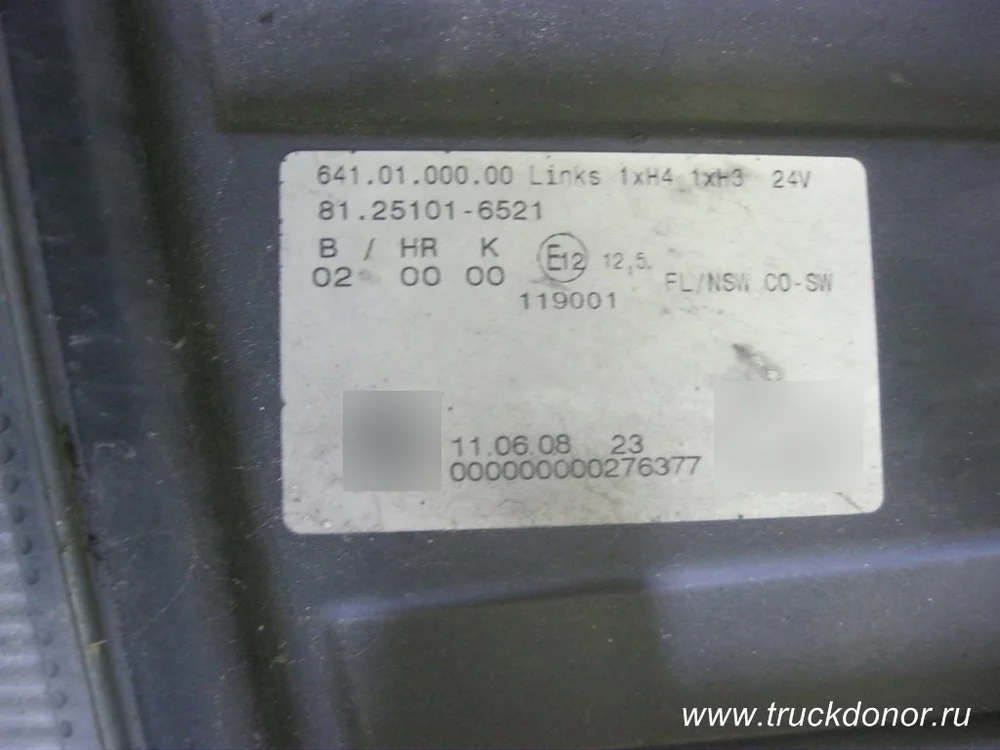 641.01.000.00 Links 1xH4 1xH3 24V
81.25101-6521
B / HR K
02 00 00
E12 12,5.
FL/NSW CO-SW
119001
11.06.08 23
000000000276377
www.truckdonor.ru